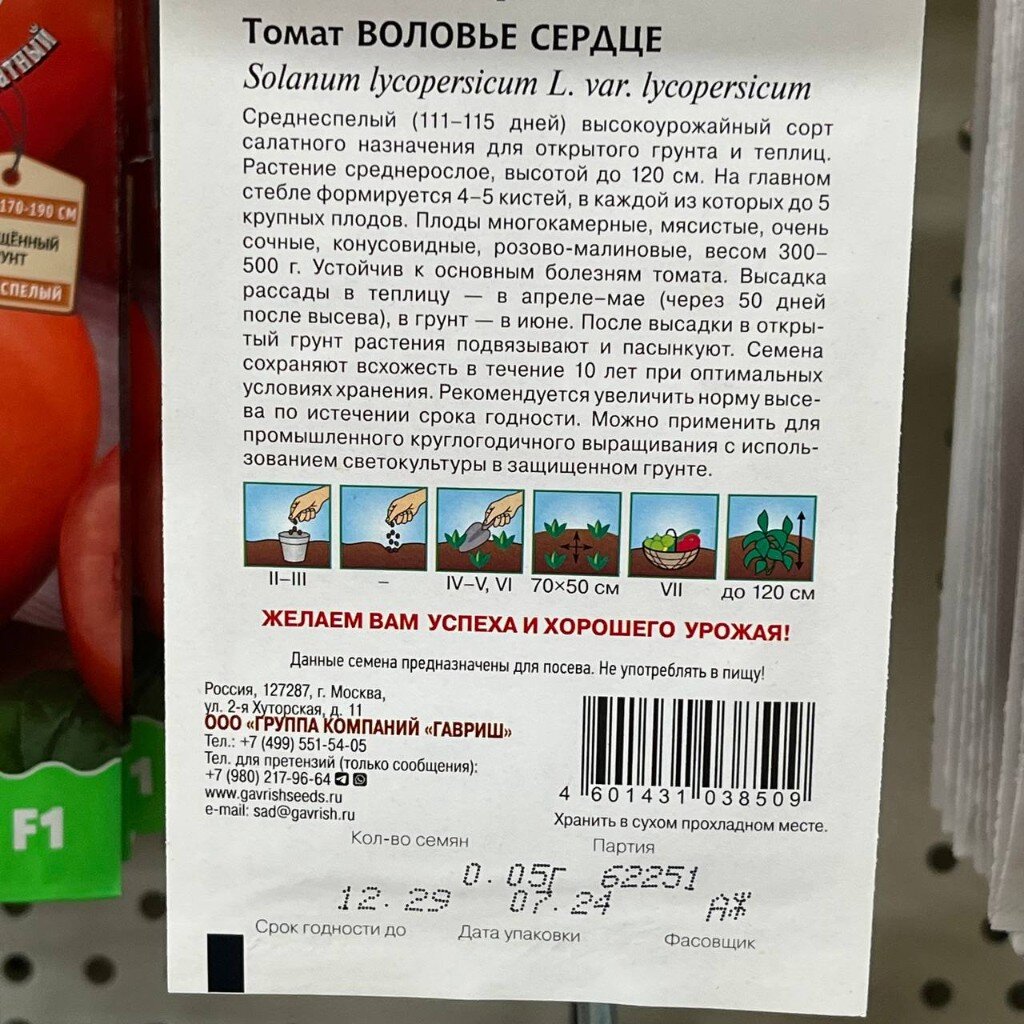 Томат ВОЛОВЬЕ СЕРДЦЕ
Solanum lycopersicum L. var. lycopersicum
Среднеспелый (111–115 дней) высокоурожайный сорт
салатного назначения для открытого грунта и теплиц.
Растение среднерослое, высотой до 120 см. На главном
стебле формируется 4–5 кистей, в каждой из которых до 5
крупных плодов. Плоды многокамерные, мясистые, очень
сочные, конусовидные, розово-малиновые, весом 300–
500 г. Устойчив к основным болезням томата. Высадка
рассады в теплицу — в апреле–мае (через 50 дней
после высева), в грунт — в июне. После высадки в откры-
тый грунт растения подвязывают и пасынкуют. Семена
сохраняют всхожесть в течение 10 лет при оптимальных
условиях хранения. Рекомендуется увеличить норму высе-
ва по истечении срока годности. Можно применить для
промышленного круглогодичного выращивания с исполь-
зованием светокультуры в защищенном грунте.
II–III – IV–V, VI 70×50 см VII до 120 см
ЖЕЛАЕМ ВАМ УСПЕХА И ХОРОШЕГО УРОЖАЯ!
Данные семена предназначены для посева. Не употреблять в пищу!
Россия, 127287, г. Москва,
ул. 2-я Хуторская, д. 11
ООО «ГРУППА КОМПАНИЙ «ГАВРИШ»
Тел.: +7 (499) 551-54-05
Тел. для претензий (только сообщения):
+7 (980) 217-96-64
www.gavrishseeds.ru
e-mail: sad@gavrish.ru
4 601431 038509
Хранить в сухом прохладном месте.
Кол-во семян Партия
0.05г 62251
12.29 07.24 АЖ
Срок годности до Дата упаковки Фасовщик
170-190 СМ
F1
1